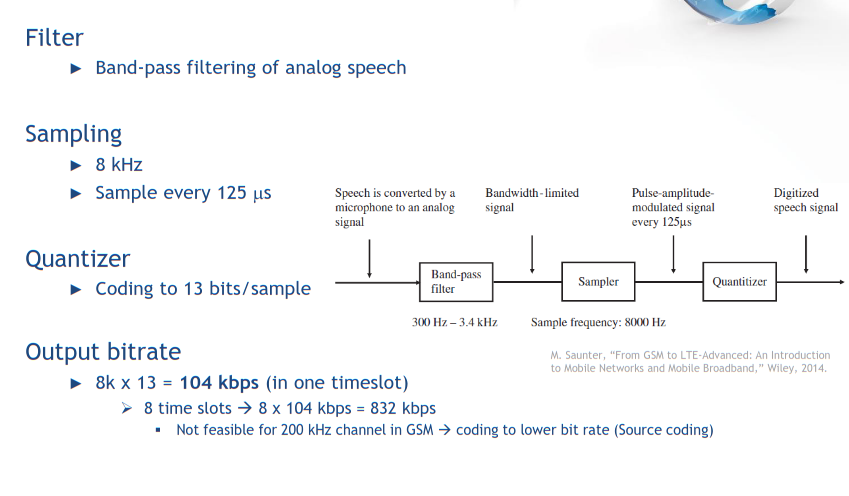 Filter
► Band-pass filtering of analog speech
Sampling
► 8 kHz
► Sample every 125 μs
Quantizer
► Coding to 13 bits/sample
Speech is converted by a
microphone to an analog
signal
Bandwidth-limited
signal
Pulse-amplitude-
modulated signal
every 125μs
Digitized
speech signal
Band-pass
filter
Sampler
Quantitizer
300 Hz – 3.4 kHz
Sample frequency: 8000 Hz
M. Saunter, “From GSM to LTE-Advanced: An Introduction
to Mobile Networks and Mobile Broadband,” Wiley, 2014.
Output bitrate
► 8k x 13 = 104 kbps (in one timeslot)
➢ 8 time slots → 8 x 104 kbps = 832 kbps
▪ Not feasible for 200 kHz channel in GSM → coding to lower bit rate (Source coding)